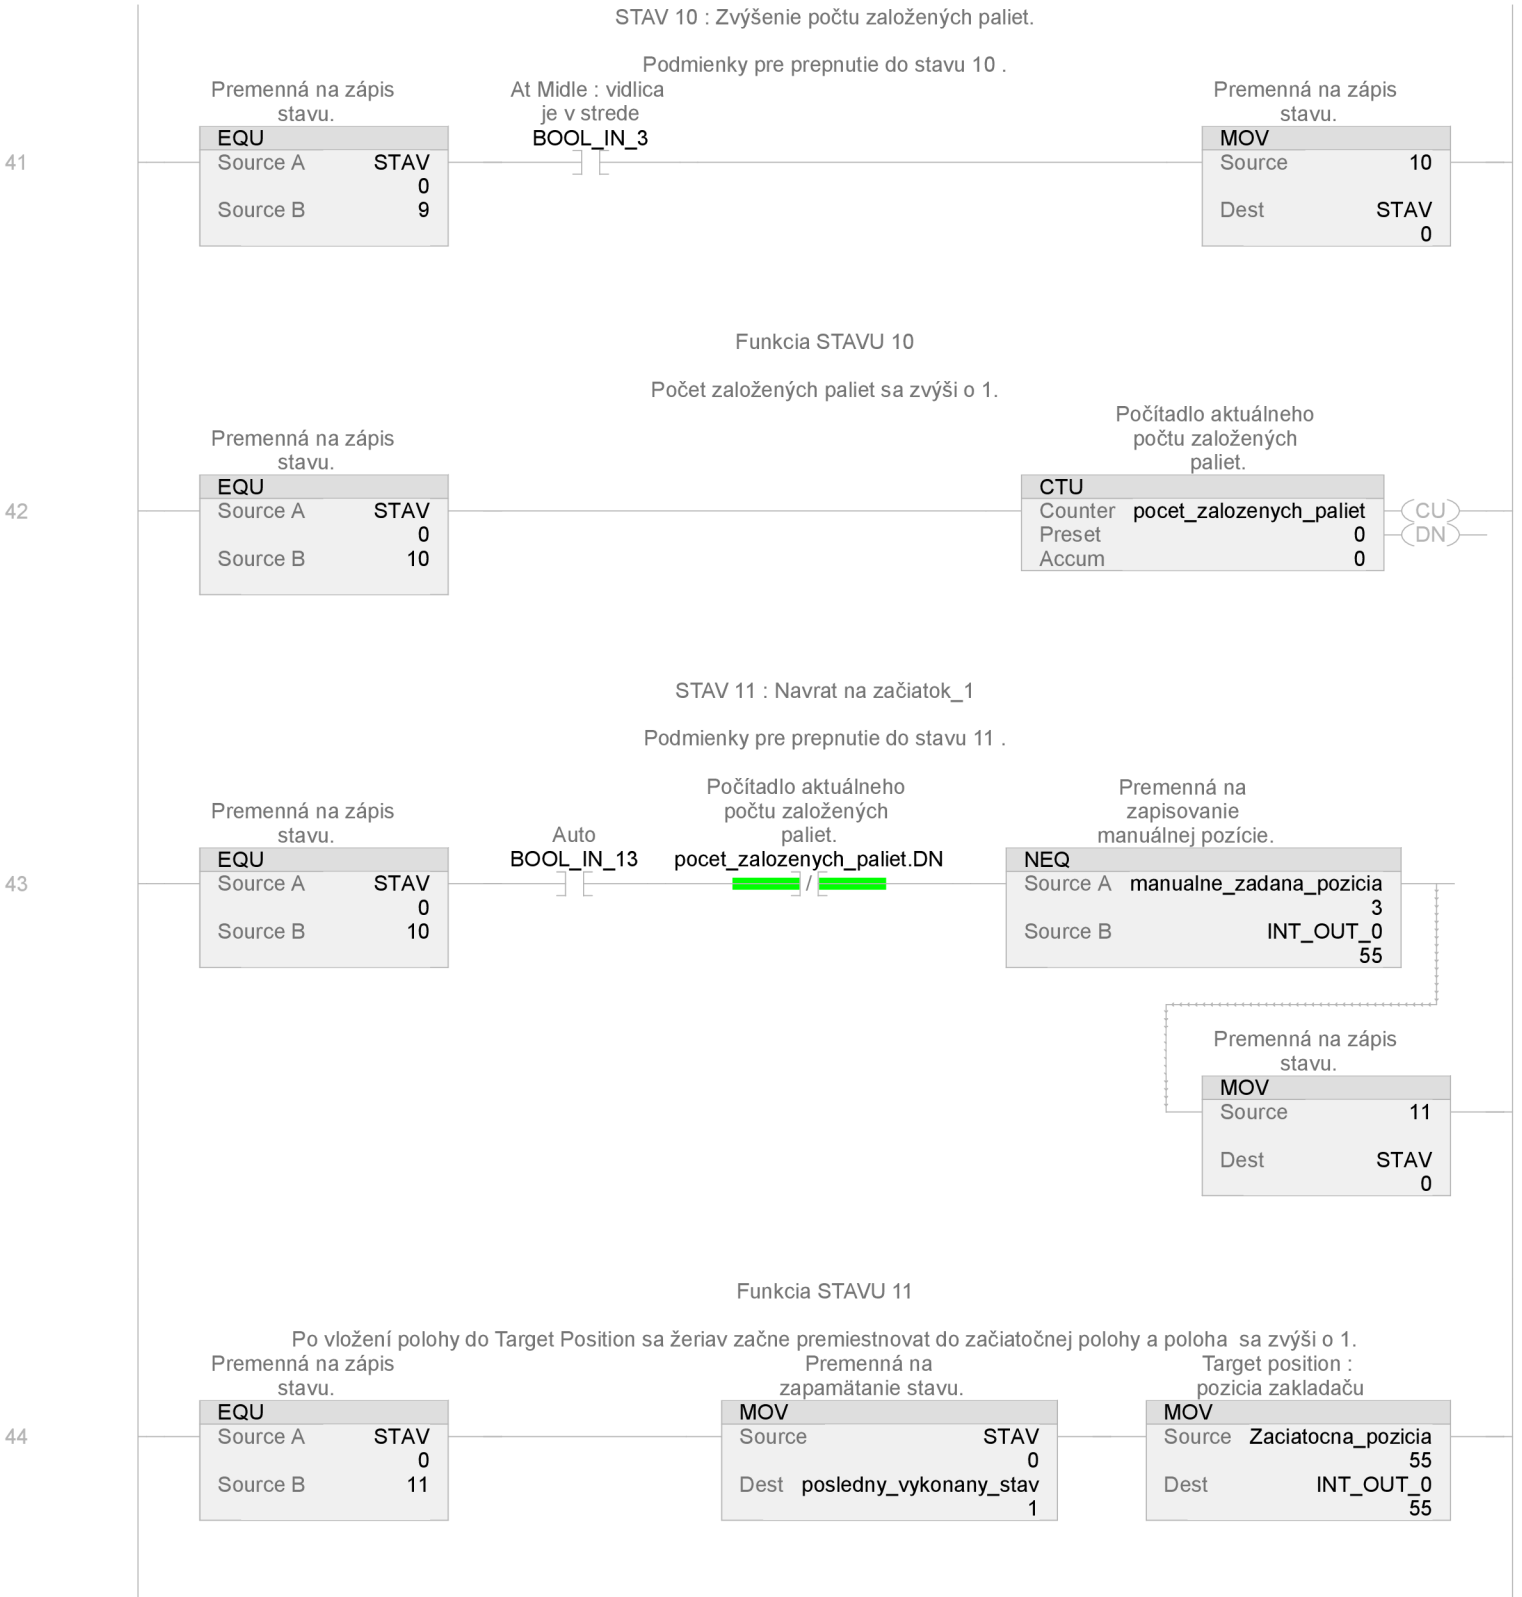 STAV 10 : Zvýšenie počtu založených paliet.
Podmienky pre prepnutie do stavu 10 .
Premenná na zápis
stavu.
At Midle : vidlica
je v strede
BOOL_IN_3
Premenná na zápis
stavu.
41
EQU
Source A STAV
0
Source B 9
MOV
Source 10
Dest STAV
0
Funkcia STAVU 10
Počet založených paliet sa zvýši o 1.
Premenná na zápis
stavu.
Počítadlo aktuálneho
počtu založených
paliet.
42
EQU
Source A STAV
0
Source B 10
CTU
Counter pocet_zalozenych_paliet
Preset 0
Accum 0
CU
DN
STAV 11 : Navrat na začiatok_1
Podmienky pre prepnutie do stavu 11 .
Premenná na zápis
stavu.
Auto
BOOL_IN_13
Počítadlo aktuálneho
počtu založených
paliet.
pocet_zalozenych_paliet.DN
/
Premenná na
zapisovanie
manuálnej pozície.
43
EQU
Source A STAV
0
Source B 10
NEQ
Source A manualne_zadana_pozicia
3
Source B INT_OUT_0
55
Premenná na zápis
stavu.
MOV
Source 11
Dest STAV
0
Funkcia STAVU 11
Po vložení polohy do Target Position sa žeriav začne premiestnovat do začiatočnej polohy a poloha  sa zvýši o 1.
Premenná na zápis
stavu.
Premenná na
zapamätanie stavu.
Target position :
pozicia zakladaču
44
EQU
Source A STAV
0
Source B 11
MOV
Source STAV
0
Dest posledny_vykonany_stav
1
MOV
Source Zaciatocna_pozicia
55
Dest INT_OUT_0
55